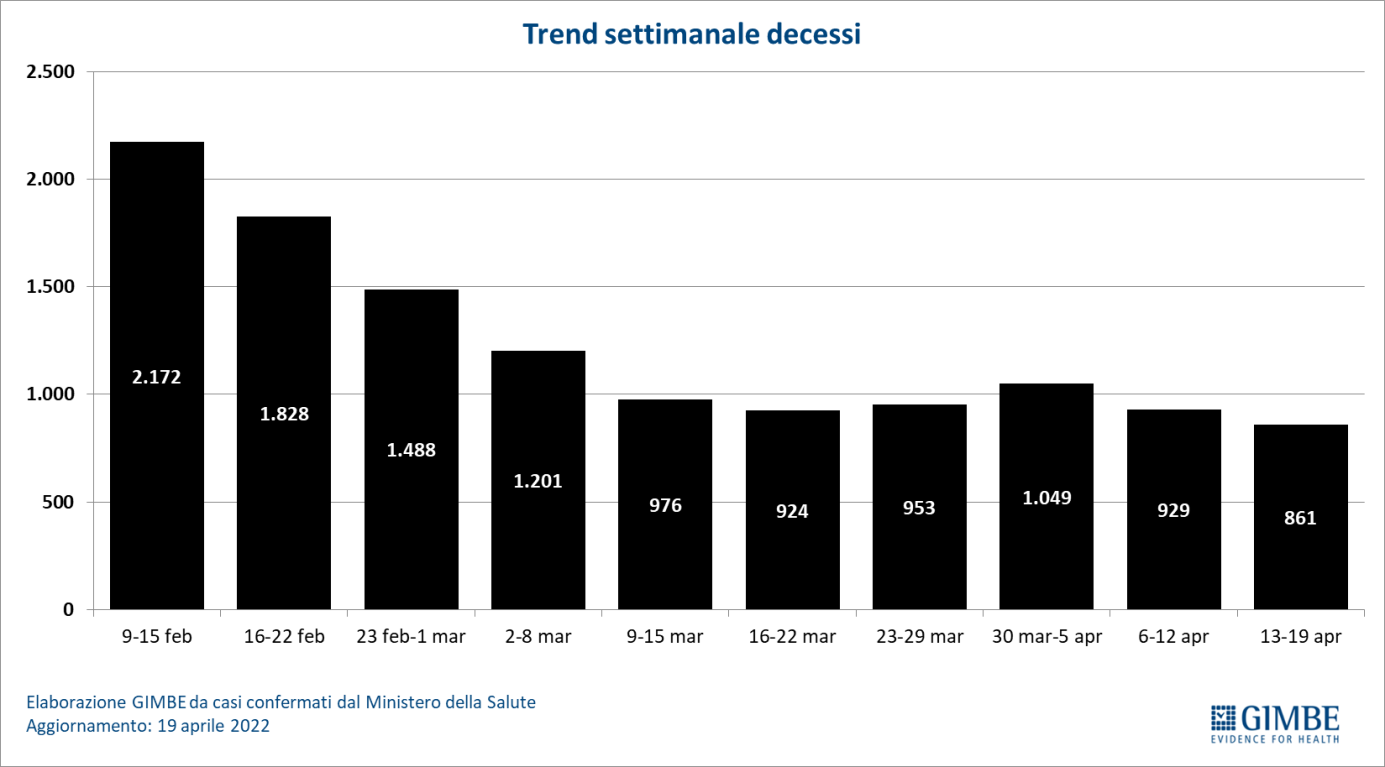 Trend settimanale decessi
2.500
2.000
1.500
1.000
500
0
2.172
1.828
1.488
1.201
976
924
953
1.049
929
861
9-15 feb
16-22 feb
23 feb-1 mar
2-8 mar
9-15 mar
16-22 mar
23-29 mar
30 mar-5 apr
6-12 apr
13-19 apr
Elaborazione GIMBE da casi confermati dal Ministero della Salute
Aggiornamento: 19 aprile 2022
GIMBE
EVIDENCE FOR HEALTH